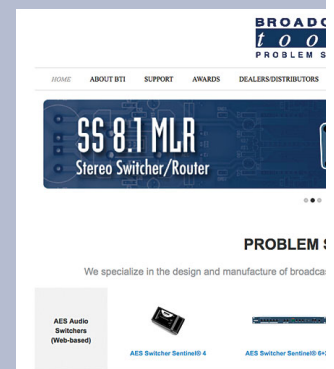 BROADC
too
PROBLEM S
HOME ABOUT BTI SUPPORT AWARDS DEALERS/DISTRIBUTORS
SS 8.1 MLR
Stereo Switcher/Router
PROBLEM S
We specialize in the design and manufacture of broadcas
AES Audio
Switchers
(Web-based)
AES Switcher Sentinel® 4 AES Switcher Sentinel® 6+